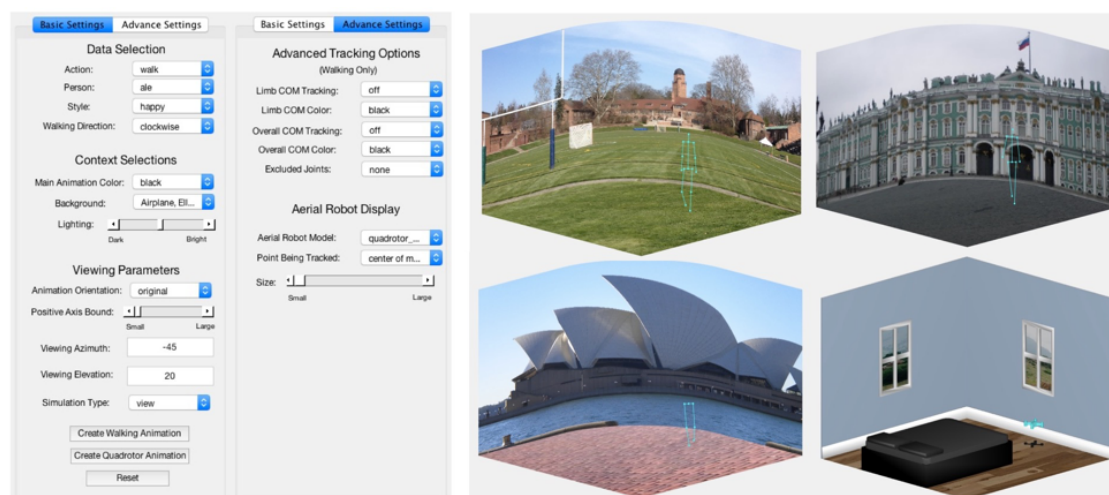 Basic Settings Advance Settings
Data Selection
Action: walk
Person: ale
Style: happy
Walking Direction: clockwise
Context Selections
Main Animation Color: black
Background: Airplane, Ell...
Lighting:
Dark Bright
Viewing Parameters
Animation Orientation: original
Positive Axis Bound:
Small Large
Viewing Azimuth: -45
Viewing Elevation: 20
Simulation Type: view
Create Walking Animation
Create Quadrotor Animation
Reset
Basic Settings Advance Settings
Advanced Tracking Options
(Walking Only)
Limb COM Tracking: off
Limb COM Color: black
Overall COM Tracking: off
Overall COM Color: black
Excluded Joints: none
Aerial Robot Display
Aerial Robot Model: quadrotor_...
Point Being Tracked: center of m...
Size:
Small Large